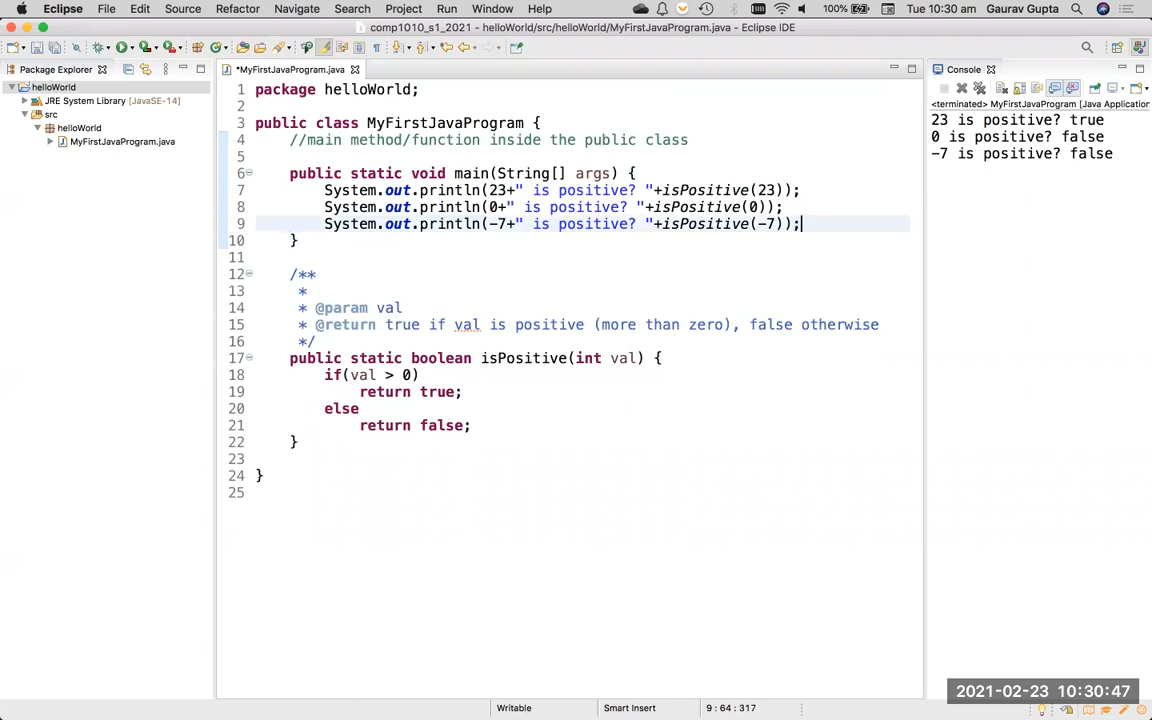 Eclipse File Edit Source Refactor Navigate Search Project Run Window Help 100% Tue 10:30 am Gaurav Gupta
comp1010_s1_2021 - helloWorld/src/helloWorld/MyFirstJavaProgram.java - Eclipse IDE
Package Explorer
helloWorld
JRE System Library [JavaSE-14]
src
helloWorld
MyFirstJavaProgram.java
*MyFirstJavaProgram.java
1 package helloWorld;
2
3 public class MyFirstJavaProgram {
4 //main method/function inside the public class
5
6 public static void main(String[] args) {
7 System.out.println(23+" is positive? "+isPositive(23));
8 System.out.println(0+" is positive? "+isPositive(0));
9 System.out.println(-7+" is positive? "+isPositive(-7));
10 }
11
12 /**
13 *
14 * @param val
15 * @return true if val is positive (more than zero), false otherwise
16 */
17 public static boolean isPositive(int val) {
18 if(val > 0)
19 return true;
20 else
21 return false;
22 }
23
24 }
25
Console
<terminated> MyFirstJavaProgram [Java Application
23 is positive? true
0 is positive? false
-7 is positive? false
Writable Smart Insert 9 : 64 : 317
2021-02-23 10:30:47